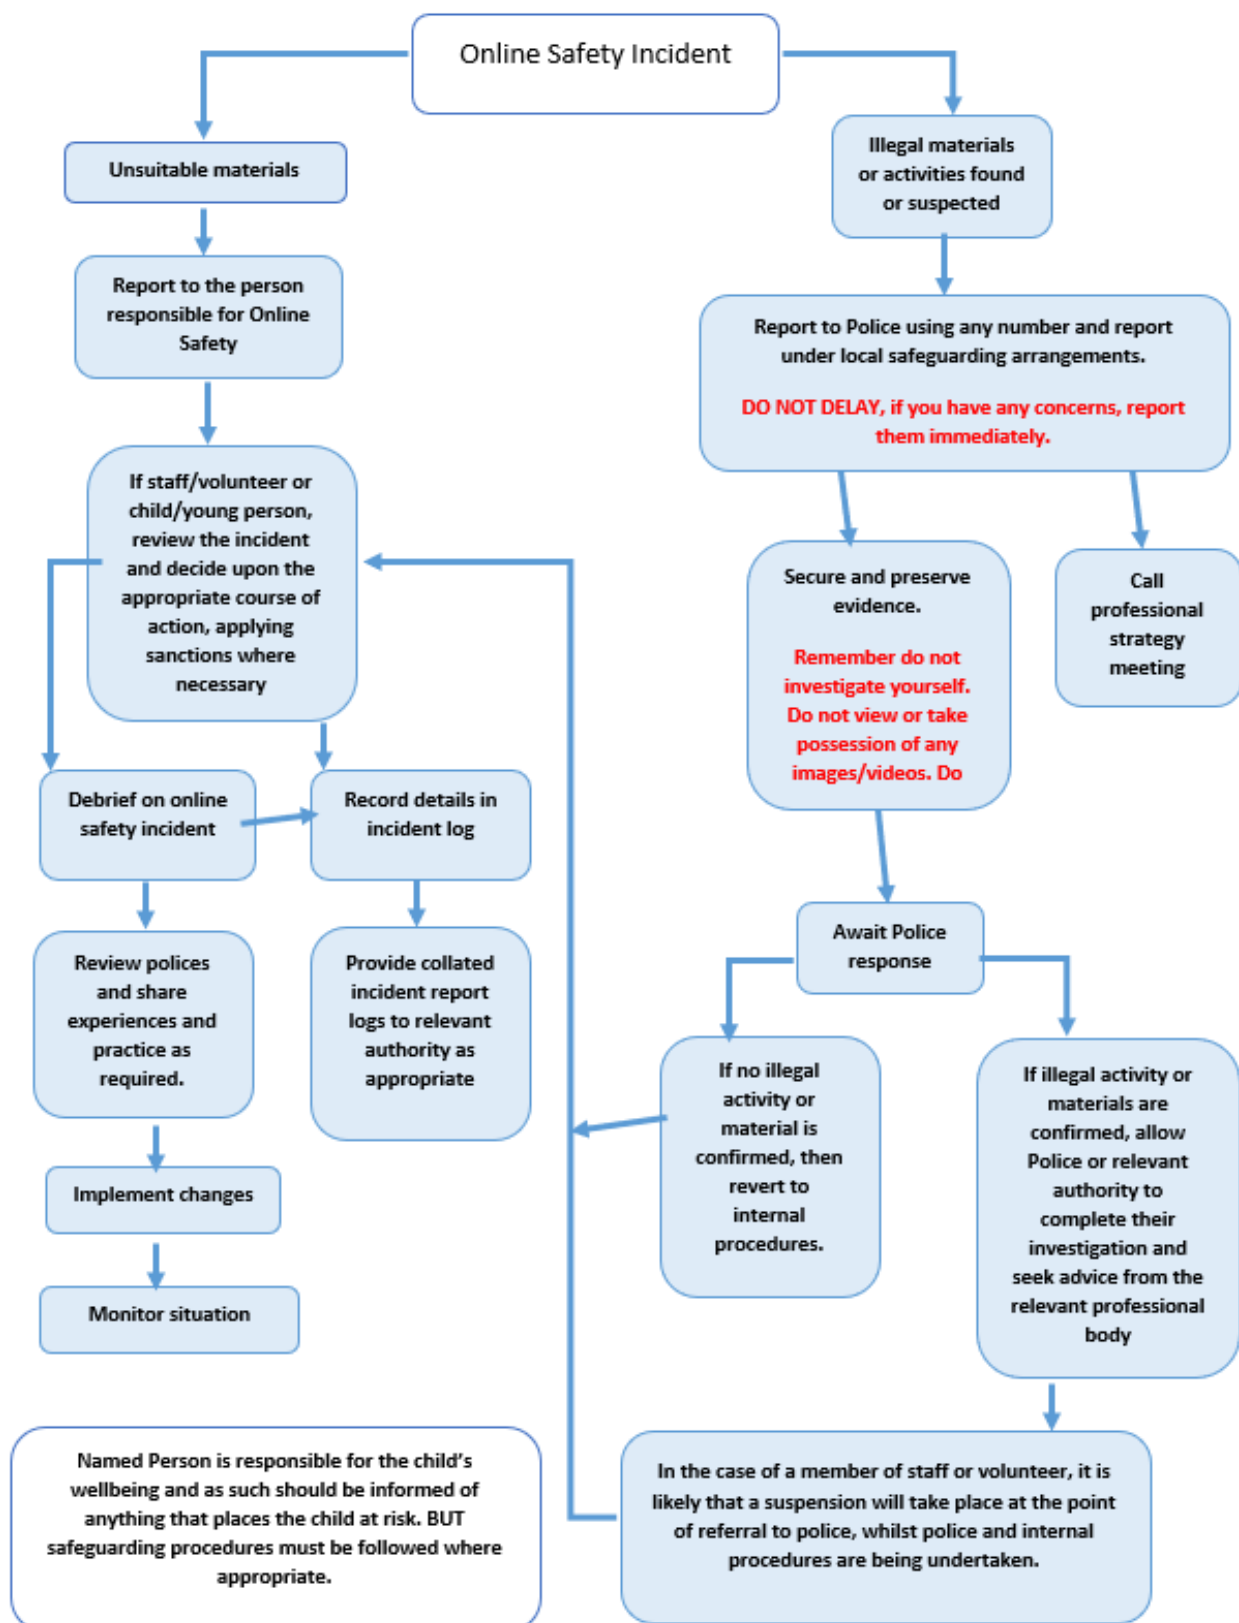 Online Safety Incident
Unsuitable materials
Illegal materials
or activities found
or suspected
Report to the person
responsible for Online
Safety
Report to Police using any number and report
under local safeguarding arrangements.
DO NOT DELAY, if you have any concerns, report
them immediately.
If staff/volunteer or
child/young person,
review the incident
and decide upon the
appropriate course of
action, applying
sanctions where
necessary
Secure and preserve
evidence.
Remember do not
investigate yourself.
Do not view or take
possession of any
images/videos. Do
Call
professional
strategy
meeting
Debrief on online
safety incident
Record details in
incident log
Review polices
and share
experiences and
practice as
required.
Provide collated
incident report
logs to relevant
authority as
appropriate
Await Police
response
If no illegal
activity or
material is
confirmed, then
revert to
internal
procedures.
If illegal activity or
materials are
confirmed, allow
Police or relevant
authority to
complete their
investigation and
seek advice from the
relevant professional
body
Implement changes
Monitor situation
Named Person is responsible for the child’s
wellbeing and as such should be informed of
anything that places the child at risk. BUT
safeguarding procedures must be followed where
appropriate.
In the case of a member of staff or volunteer, it is
likely that a suspension will take place at the point
of referral to police, whilst police and internal
procedures are being undertaken.